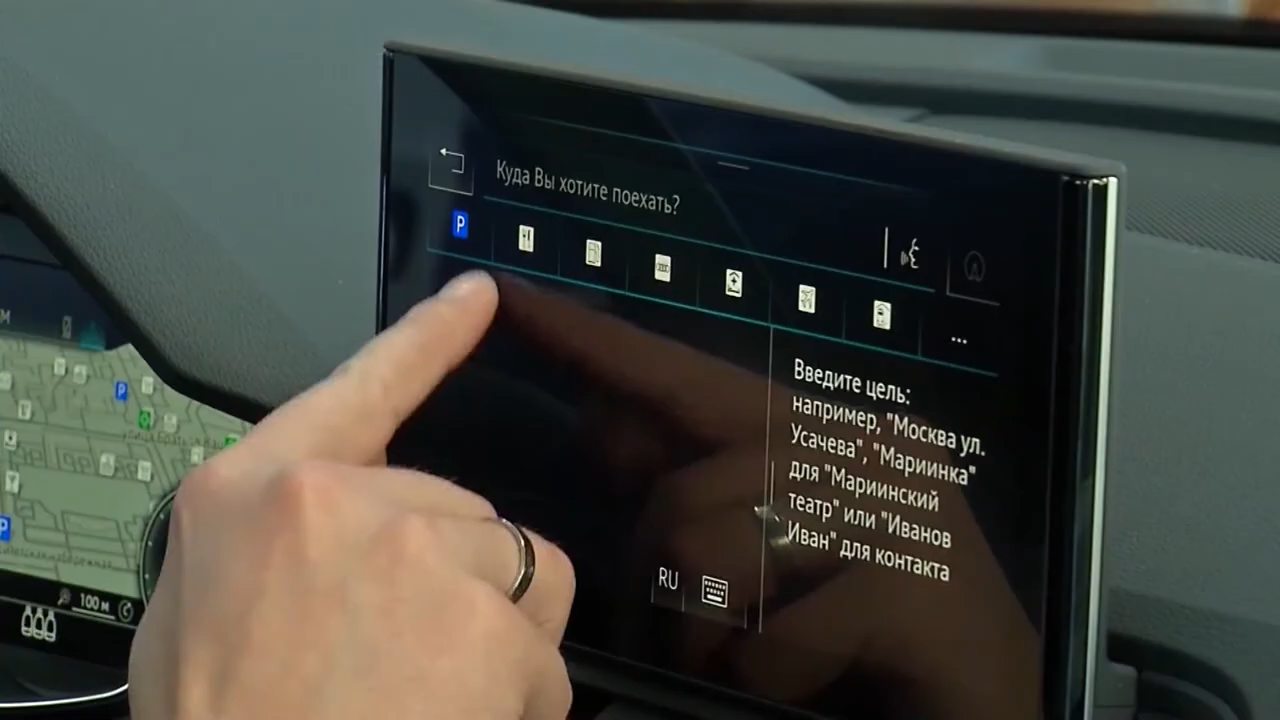 Куда Вы хотите поехать?
P
...
Введите цель:
например, "Москва ул.
Усачева", "Мариинка"
для "Мариинский
театр" или "Иванов
Иван" для контакта
RU
P
P
100 м